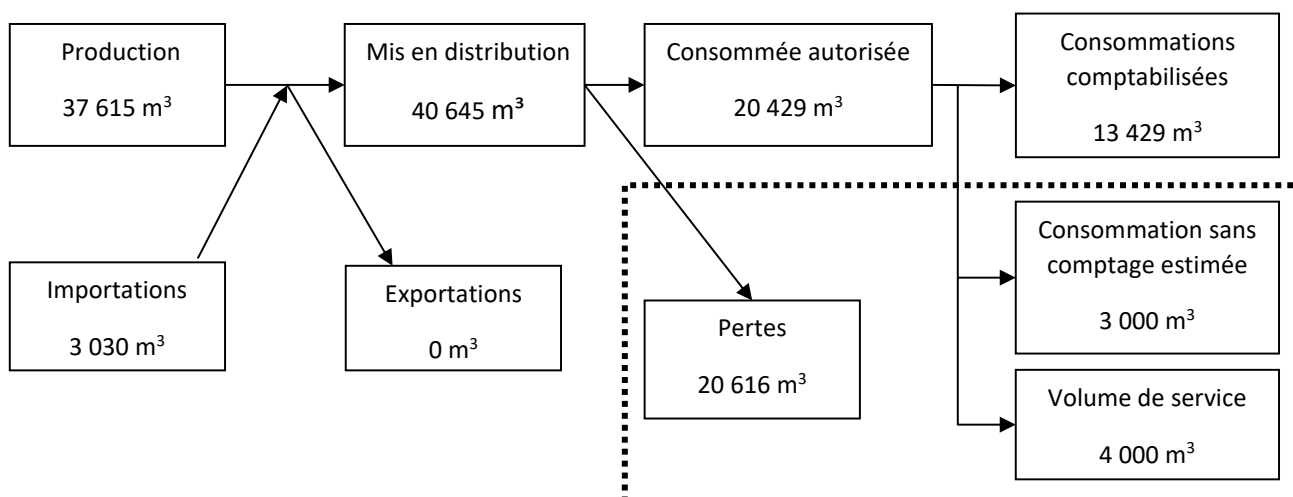 Production
37 615 m³
Mis en distribution
40 645 m³
Consommée autorisée
20 429 m³
Consommations
comptabilisées
13 429 m³
Importations
3 030 m³
Exportations
0 m³
Pertes
20 616 m³
Consommation sans
comptage estimée
3 000 m³
Volume de service
4 000 m³